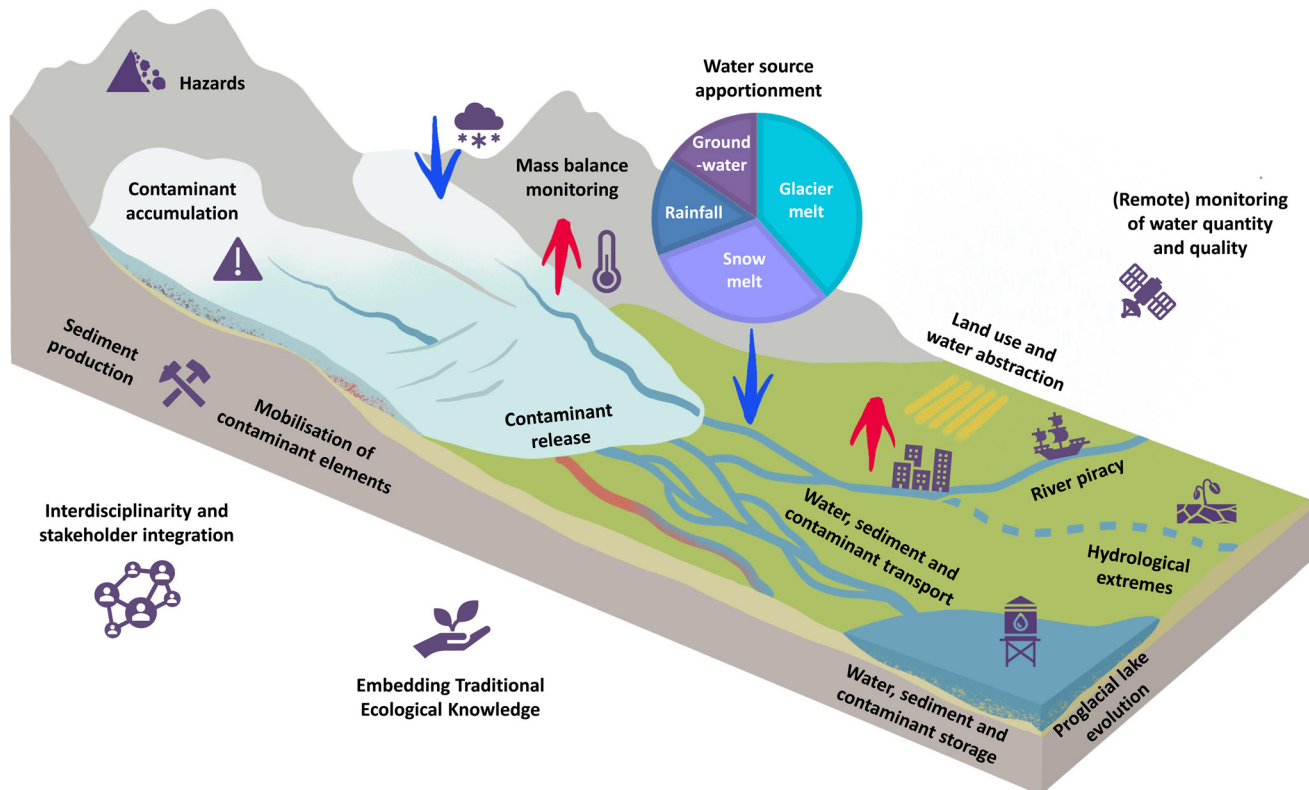 Hazards
Water source
apportionment
Ground
-water
Glacier
melt
Rainfall
Snow
melt
Mass balance
monitoring
Contaminant
accumulation
(Remote) monitoring
of water quantity
and quality
Sediment
production
Mobilisation of
contaminant elements
Contaminant
release
Land use and
water abstraction
River piracy
Water, sediment and
contaminant transport
Hydrological
extremes
Interdisciplinarity and
stakeholder integration
Embedding Traditional
Ecological Knowledge
Water, sediment and
contaminant storage
Proglacial lake
evolution